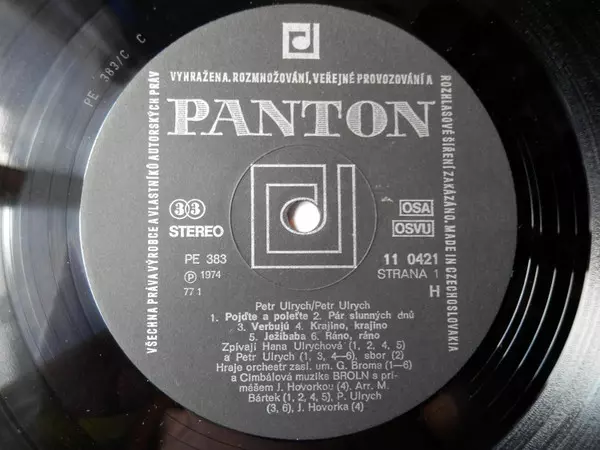 PE 383/C C
VŠECHNA PRÁVA VÝROBCE A VLASTNÍKŮ AUTORSKÝCH PRÁV
VYHRAŽENA. ROZMNOŽOVÁNÍ, VEŘEJNÉ PROVOZOVÁNÍ A
ROZHLASOVÉ ŠÍŘENÍ ZAKÁZÁNO. MADE IN CZECHOSLOVAKIA
PANTON
33
STEREO
OSA
OSVU
PE 383
11 0421
Ⓟ 1974
STRANA 1
77 1
H
Petr Ulrych/Petr Ulrych
1. Pojďte a poleťte 2. Pár slunných dnů
3. Verbujú 4. Krajino, krajino
5. Ježibaba 6. Ráno, ráno
Zpívají Hana Ulrychová (1, 2, 4, 5)
a Petr Ulrych (1, 3, 4—6), sbor (2)
Hraje orchestr zasl. um. G. Broma (1—6)
a Cimbálová muzika BROLN s pri-
mášem J. Hovorkou (4). Arr. M.
Bártek (1, 2, 4, 5), P. Ulrych
(3, 6), J. Hovorka (4)